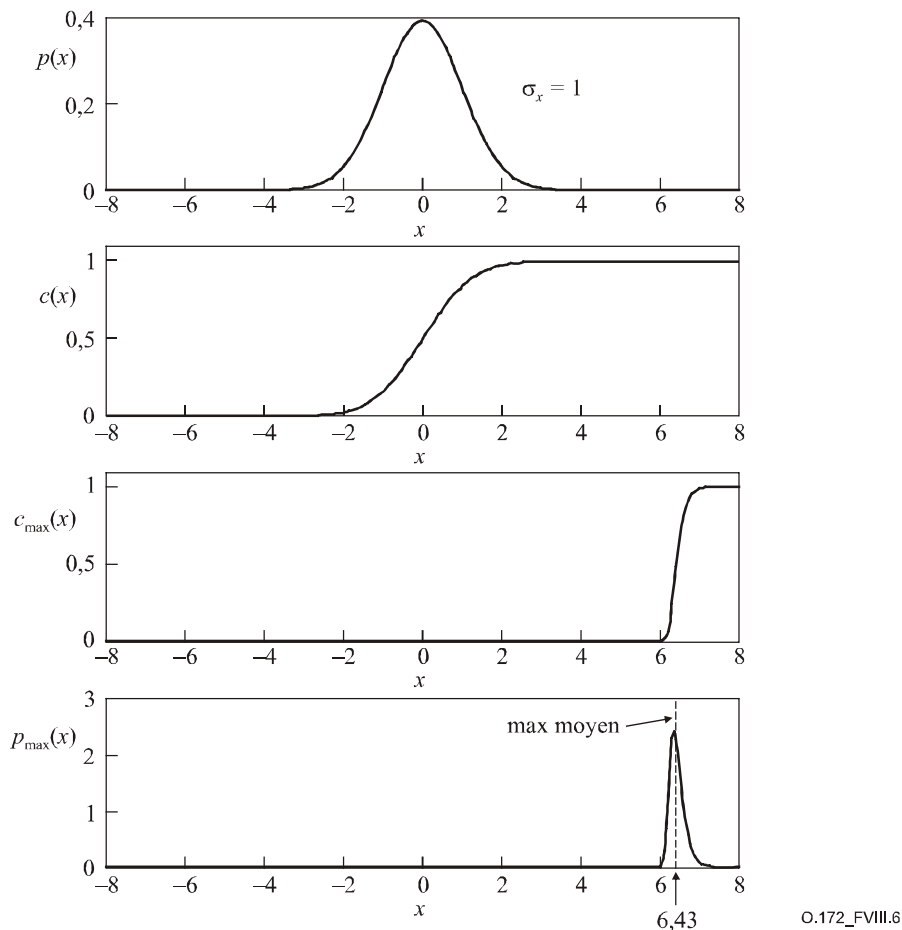 0,4
p(x)
σx = 1
0,2
0
–8 –6 –4 –2 0 2 4 6 8
x
1
c(x)
0,5
0
–8 –6 –4 –2 0 2 4 6 8
x
1
cmax(x)
0,5
0
–8 –6 –4 –2 0 2 4 6 8
x
3
max moyen
pmax(x)
2
1
0
–8 –6 –4 –2 0 2 4 6 8
x
6,43
O.172_FVIII.6